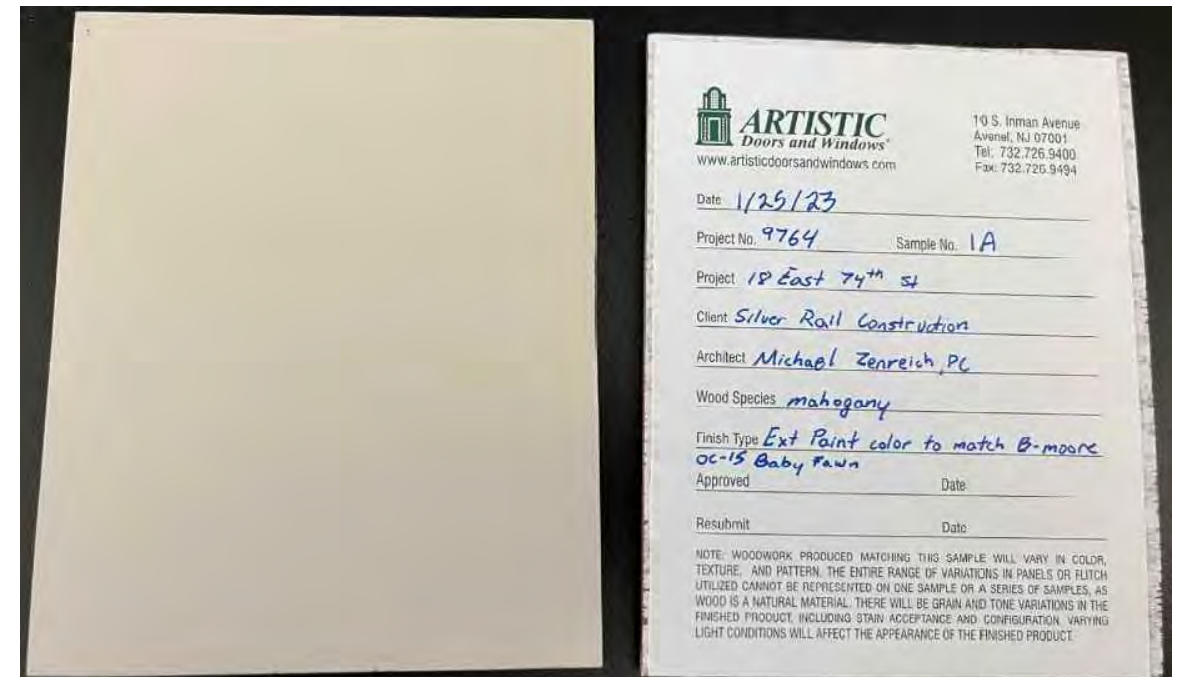 ARTISTIC
Doors and Windows
www.artisticdoorsandwindows.com
10 S. Inman Avenue
Avenel, NJ 07001
Tel: 732.726.9400
Fax: 732.726.9494
Date 1/25/23
Project No. 9764 Sample No. 1A
Project 18 East 74th St
Client Silver Rail Construction
Architect Michael Zenreich, PC
Wood Species mahogany
Finish Type Ext Paint color to match B-moore
OC-15 Baby Fawn
Approved Date
Resubmit Date
NOTE: WOODWORK PRODUCED MATCHING THIS SAMPLE WILL VARY IN COLOR,
TEXTURE, AND PATTERN. THE ENTIRE RANGE OF VARIATIONS IN PANELS OR FLITCH
UTILIZED CANNOT BE REPRESENTED ON ONE SAMPLE OR A SERIES OF SAMPLES, AS
WOOD IS A NATURAL MATERIAL. THERE WILL BE GRAIN AND TONE VARIATIONS IN THE
FINISHED PRODUCT, INCLUDING STAIN ACCEPTANCE AND CONFIGURATION. VARYING
LIGHT CONDITIONS WILL AFFECT THE APPEARANCE OF THE FINISHED PRODUCT.